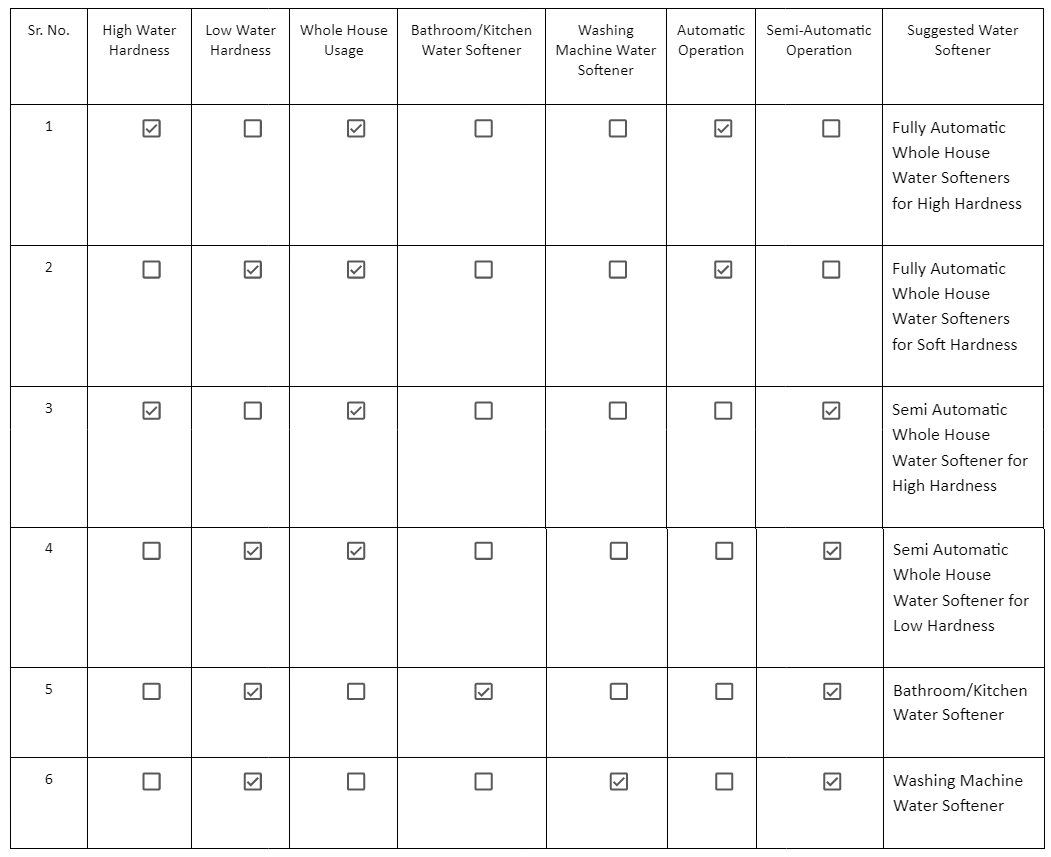 Sr. No.
High Water
Hardness
Low Water
Hardness
Whole House
Usage
Bathroom/Kitchen
Water Softener
Washing
Machine Water
Softener
Automatic
Operation
Semi-Automatic
Operation
Suggested Water
Softener
1
Fully Automatic
Whole House
Water Softeners
for High Hardness
2
Fully Automatic
Whole House
Water Softeners
for Soft Hardness
3
Semi Automatic
Whole House
Water Softener for
High Hardness
4
Semi Automatic
Whole House
Water Softener for
Low Hardness
5
Bathroom/Kitchen
Water Softener
6
Washing Machine
Water Softener